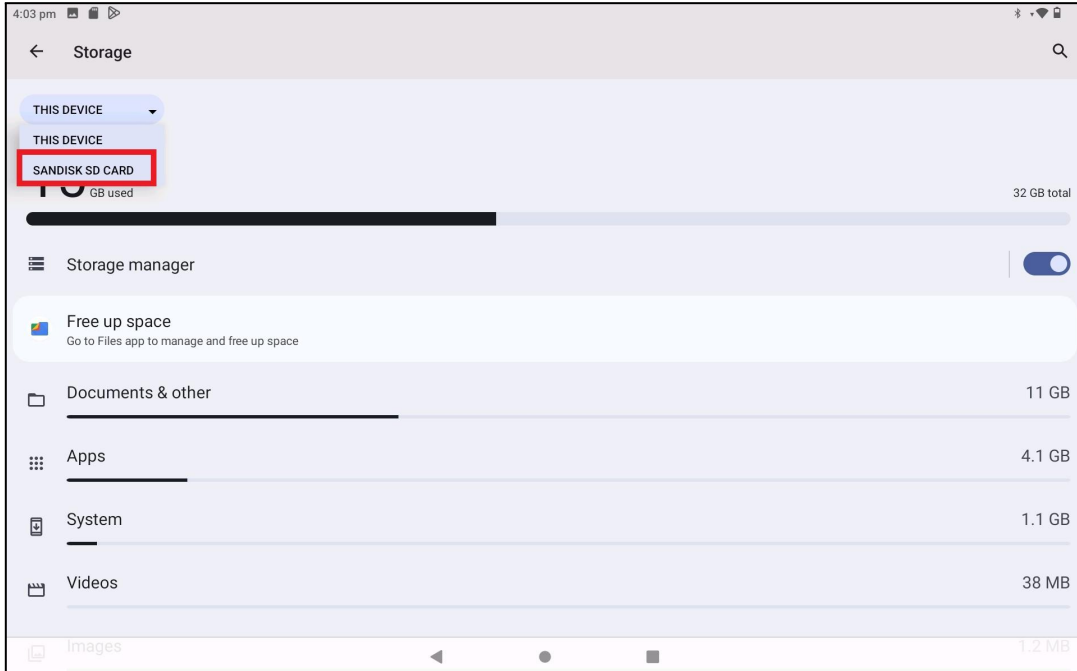 4:03 pm
Storage
THIS DEVICE
THIS DEVICE
SANDISK SD CARD
GB used
32 GB total
Storage manager
Free up space
Go to Files app to manage and free up space
Documents & other
11 GB
Apps
4.1 GB
System
1.1 GB
Videos
38 MB
Images
1.2 MB